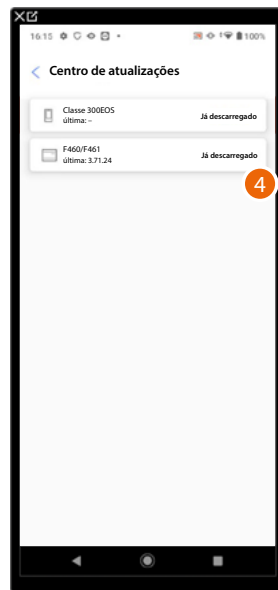 16:15
100%
Centro de atualizações
Classe 300EOS
última: –
Já descarregado
F460/F461
última: 3.71.24
Já descarregado
4